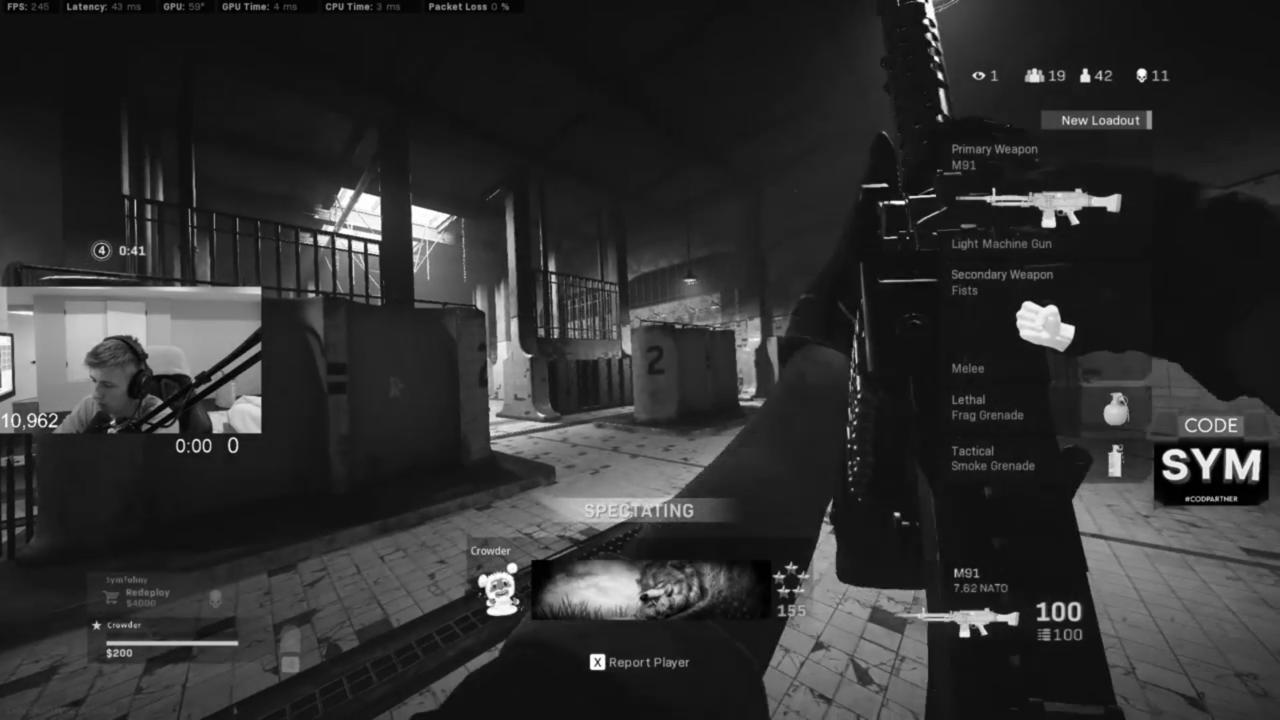 FPS: 245 Latency: 43 ms GPU: 59° GPU Time: 4 ms CPU Time: 3 ms Packet Loss 0 %
1 19 42 11
New Loadout
Primary Weapon
M91
Light Machine Gun
Secondary Weapon
Fists
Melee
Lethal
Frag Grenade
Tactical
Smoke Grenade
4 0:41
2
10,962
0:00 0
CODE
SYM
#CODPARTNER
SPECTATING
Crowder
155
X Report Player
Symfuhny
Redeploy
$4000
Crowder
$200
M91
7.62 NATO
100
100